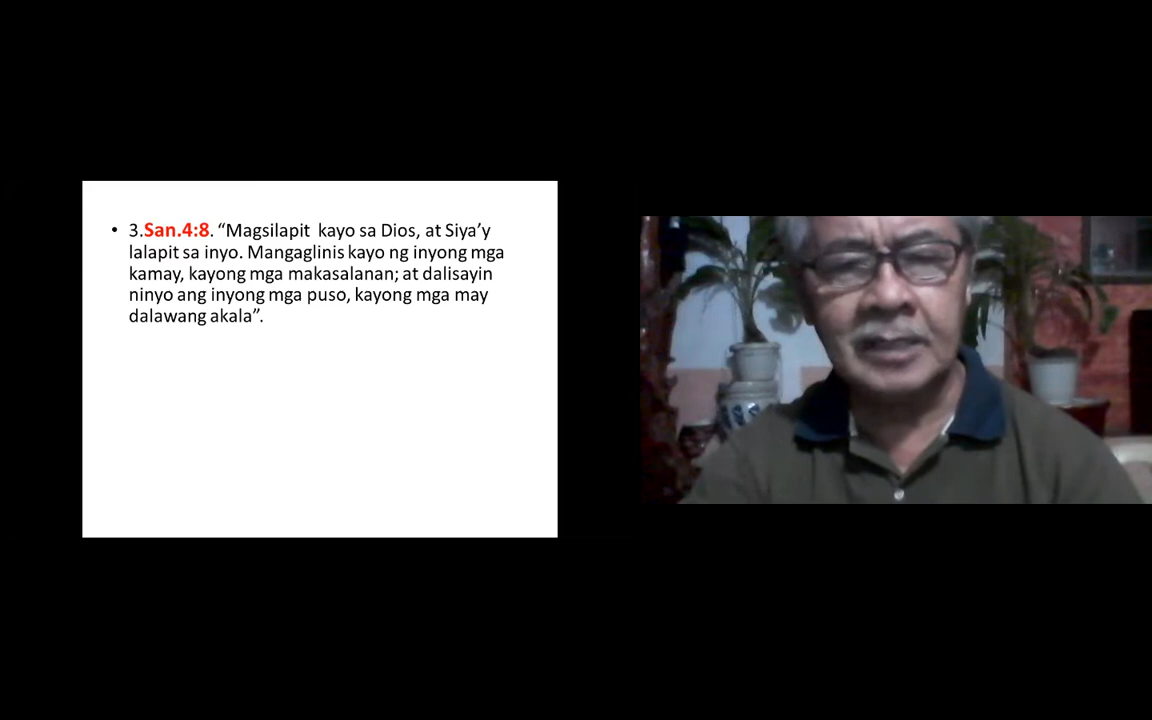 • 3.San.4:8. “Magsilapit kayo sa Dios, at Siya’y
lalapit sa inyo. Mangaglinis kayo ng inyong mga
kamay, kayong mga makasalanan; at dalisayin
ninyo ang inyong mga puso, kayong mga may
dalawang akala”.